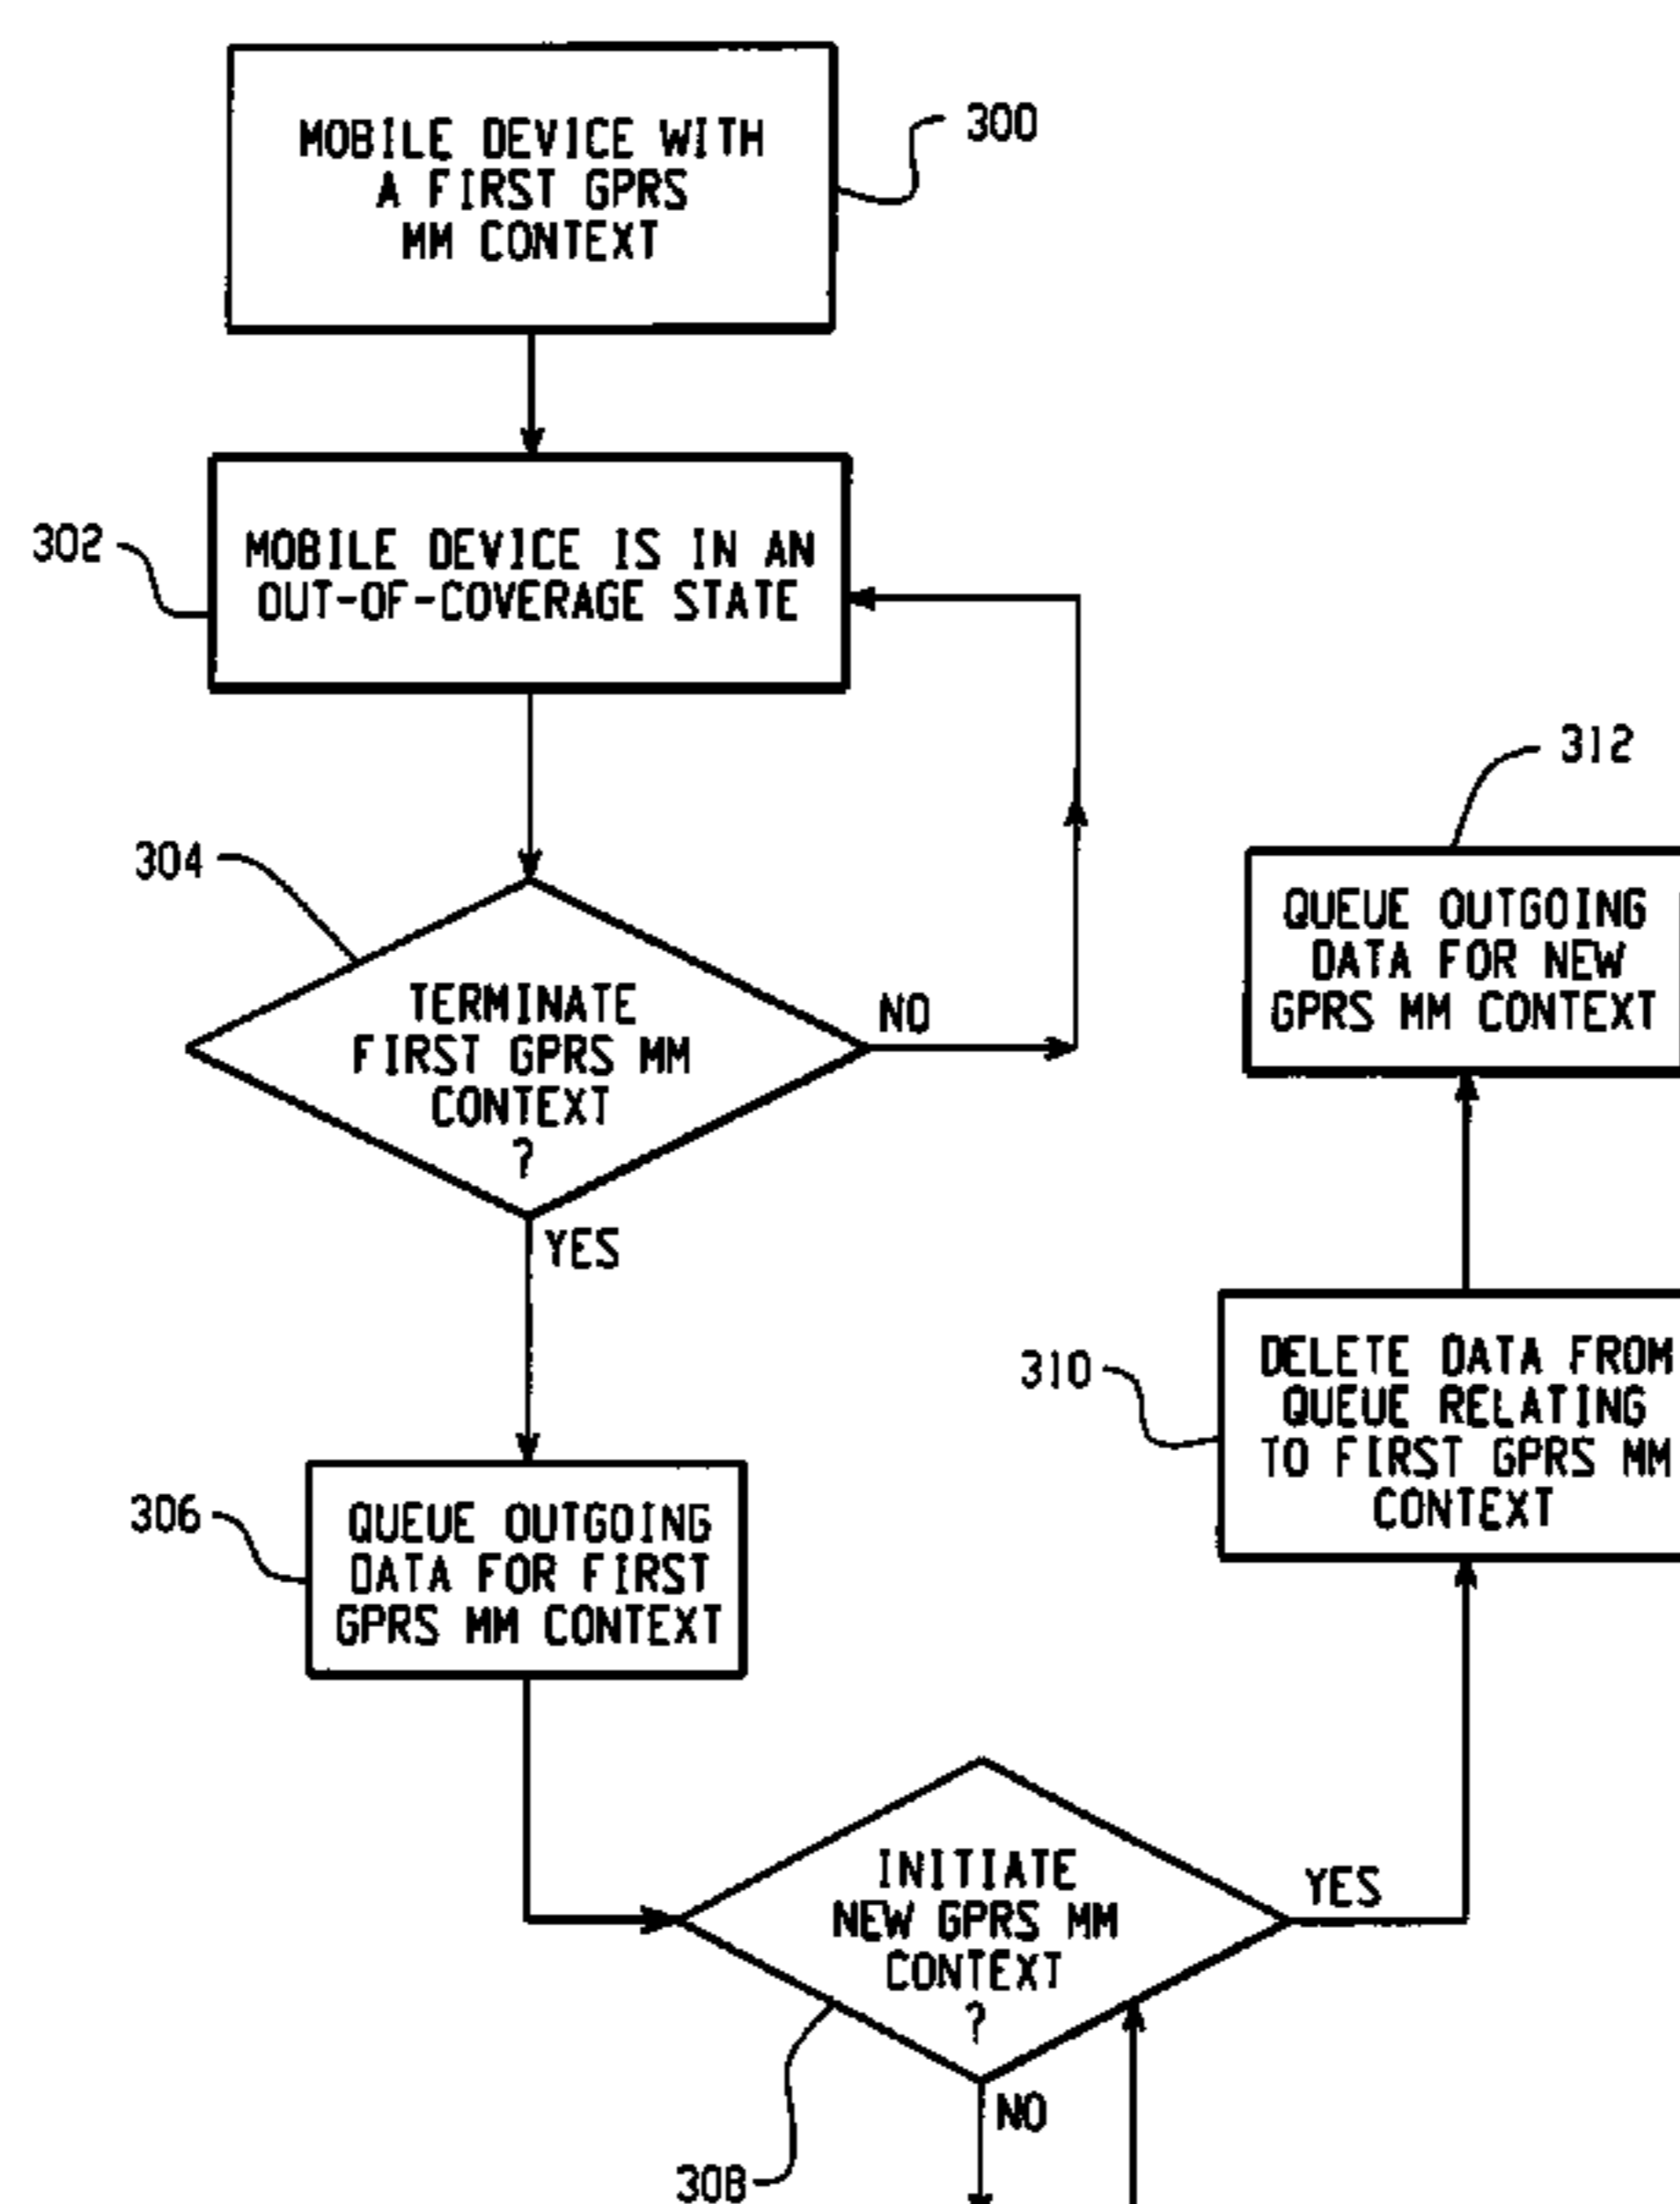 MOBILE DEVICE WITH
A FIRST GPRS
MM CONTEXT
300
302
MOBILE DEVICE IS IN AN
OUT-OF-COVERAGE STATE
304
TERMINATE
FIRST GPRS MM
CONTEXT
?
NO
YES
306
QUEUE OUTGOING
DATA FOR FIRST
GPRS MM CONTEXT
INITIATE
NEW GPRS MM
CONTEXT
?
YES
NO
308
310
DELETE DATA FROM
QUEUE RELATING
TO FIRST GPRS MM
CONTEXT
312
QUEUE OUTGOING
DATA FOR NEW
GPRS MM CONTEXT